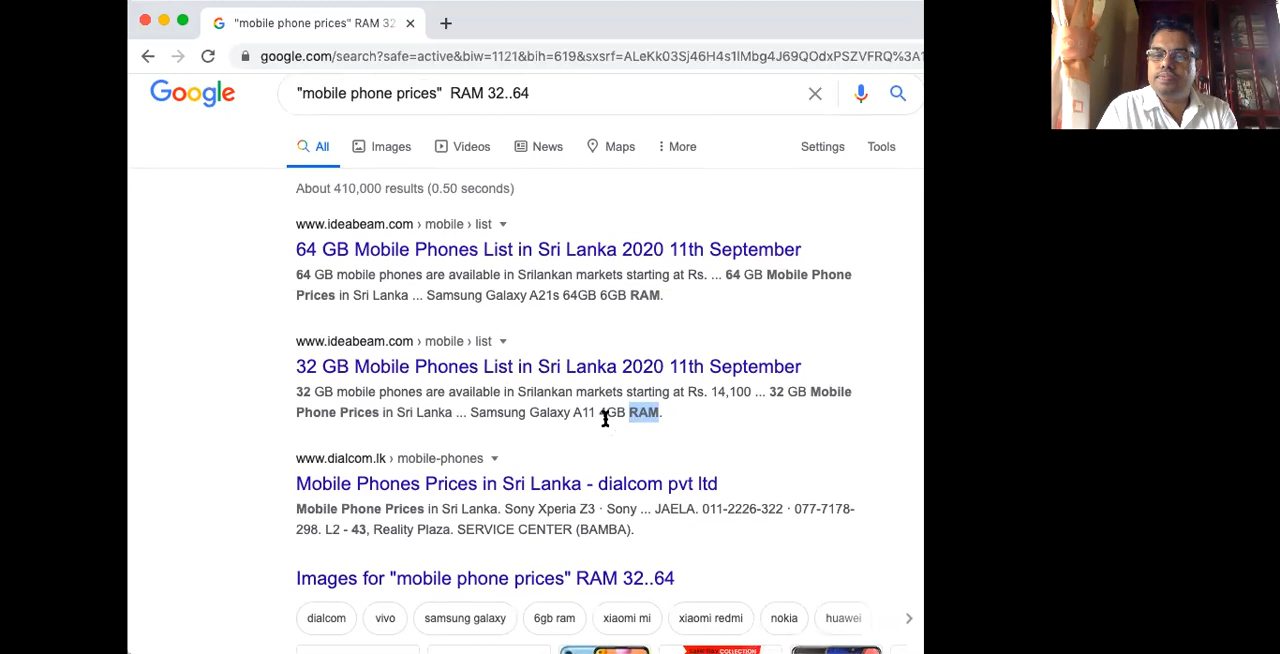 "mobile phone prices" RAM 32
google.com/search?safe=active&biw=1121&bih=619&sxsrf=ALeKk03Sj46H4s1lMbg4J69QOdxPSZVFRQ%3A1
Google
"mobile phone prices" RAM 32..64
All Images Videos News Maps More Settings Tools
About 410,000 results (0.50 seconds)
www.ideabeam.com › mobile › list
64 GB Mobile Phones List in Sri Lanka 2020 11th September
64 GB mobile phones are available in Srilankan markets starting at Rs. ... 64 GB Mobile Phone
Prices in Sri Lanka ... Samsung Galaxy A21s 64GB 6GB RAM.
www.ideabeam.com › mobile › list
32 GB Mobile Phones List in Sri Lanka 2020 11th September
32 GB mobile phones are available in Srilankan markets starting at Rs. 14,100 ... 32 GB Mobile
Phone Prices in Sri Lanka ... Samsung Galaxy A11 RAM.
www.dialcom.lk › mobile-phones
Mobile Phones Prices in Sri Lanka - dialcom pvt ltd
Mobile Phone Prices in Sri Lanka. Sony Xperia Z3 · Sony ... JAELA. 011-2226-322 · 077-7178-
298. L2 - 43, Reality Plaza. SERVICE CENTER (BAMBA).
Images for "mobile phone prices" RAM 32..64
dialcom vivo samsung galaxy 6gb ram xiaomi mi xiaomi redmi nokia huawei